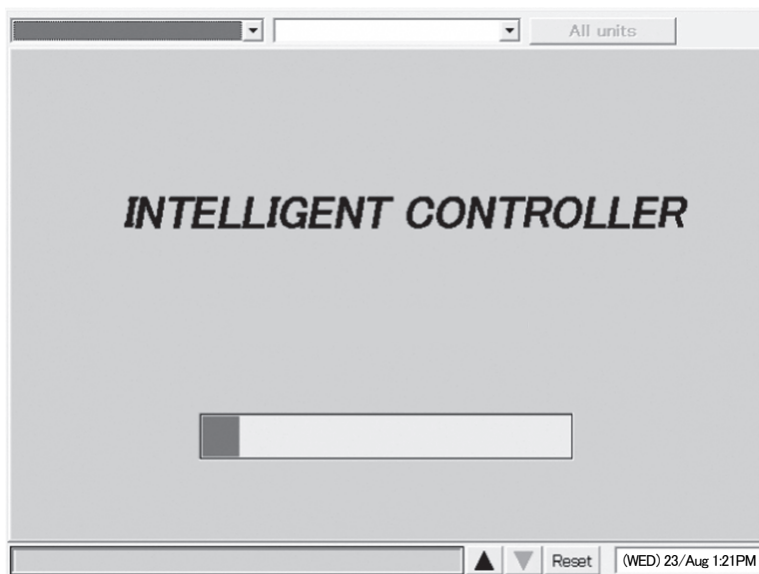 All units
INTELLIGENT CONTROLLER
Reset
(WED) 23/Aug 1:21PM